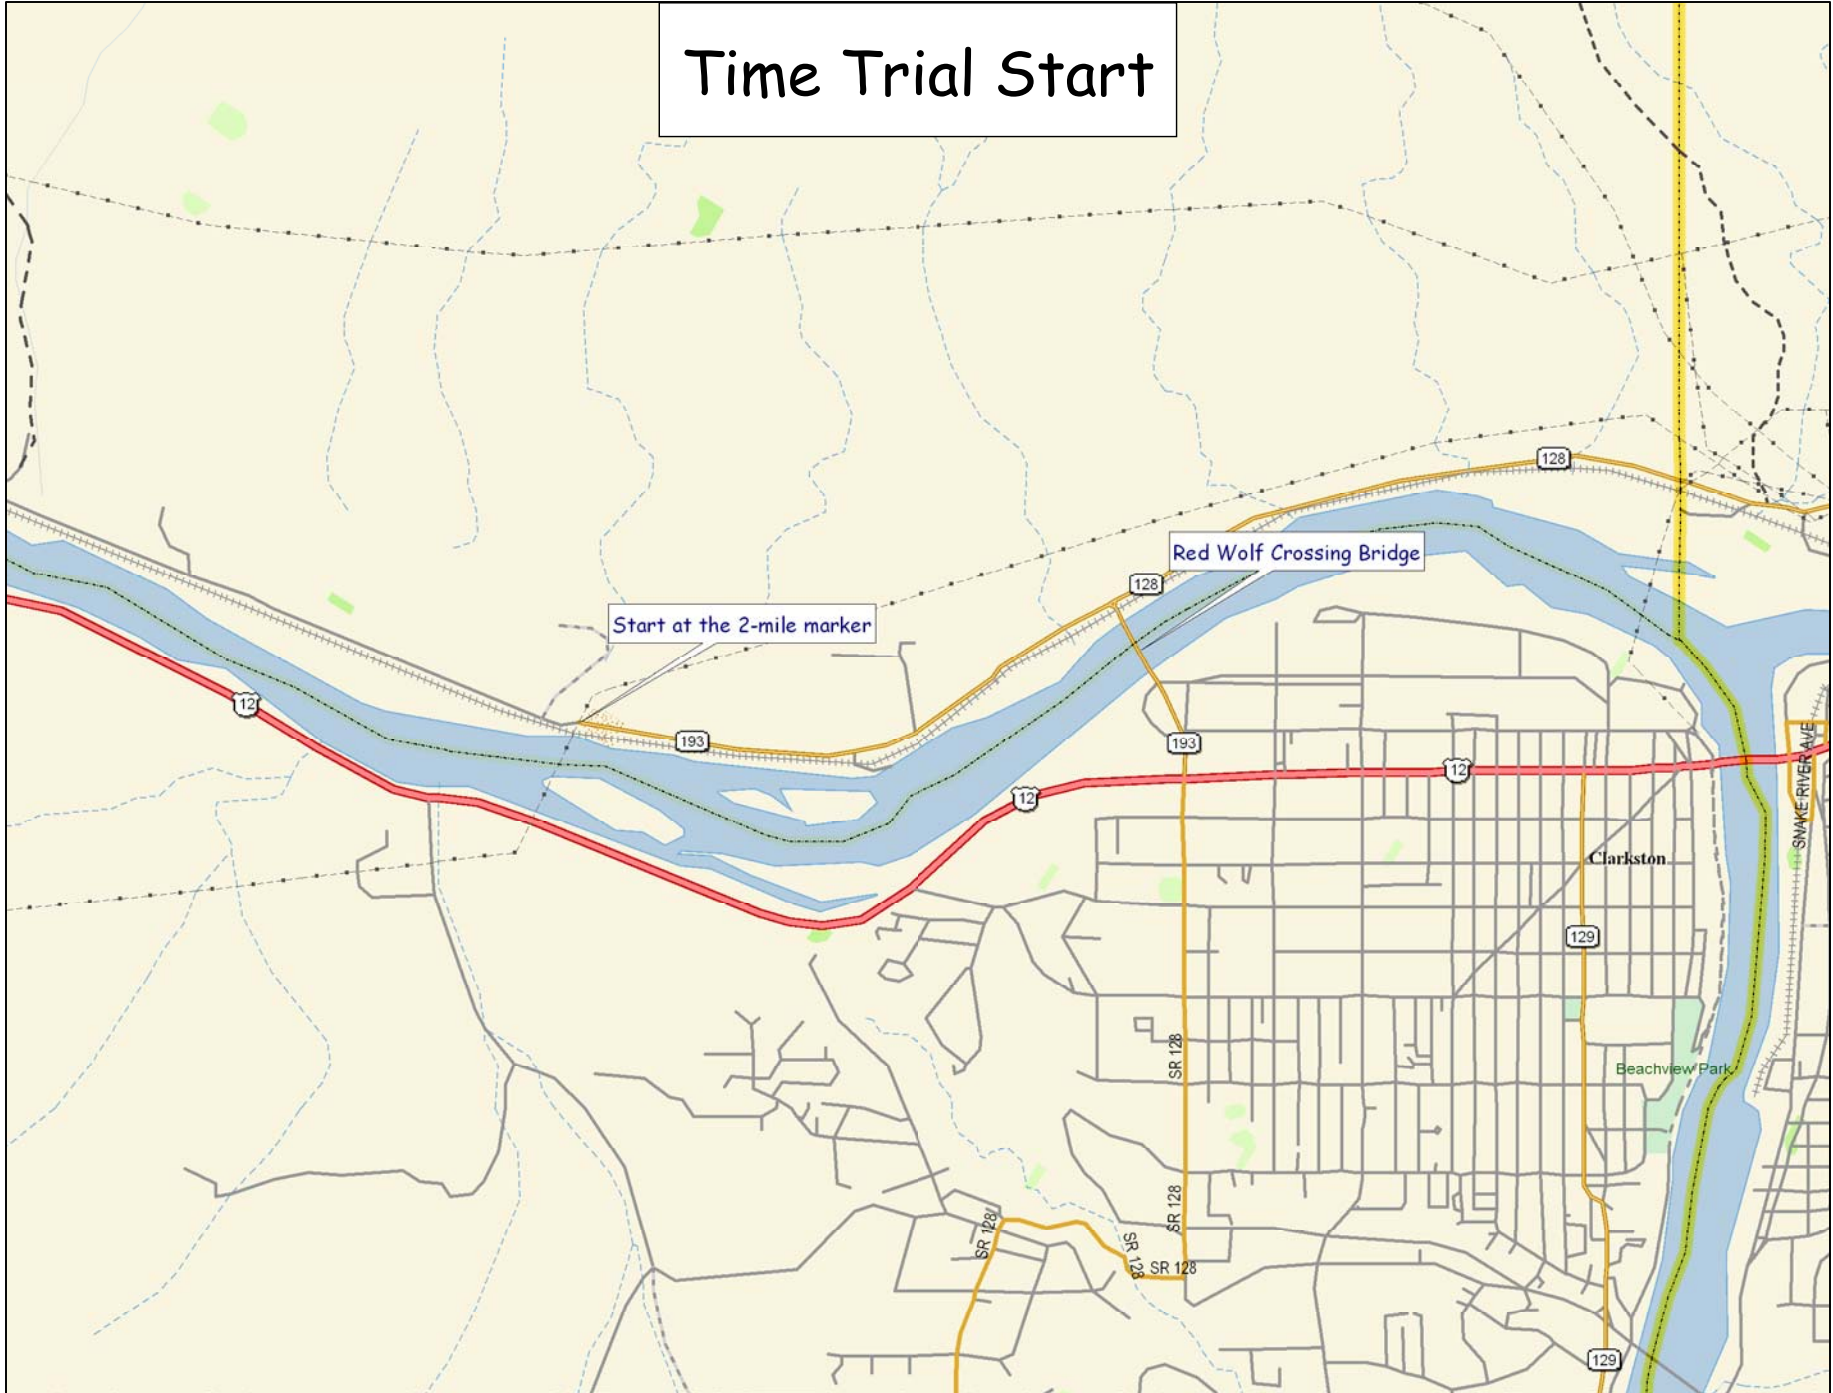 Time Trial Start
128
Red Wolf Crossing Bridge
128
Start at the 2-mile marker
12
193
193
12
12
SNAKE RIVER AVE
Clarkston
129
SR 128
Beachview Park
SR 128
SR 128
SR 128
SR 128
129